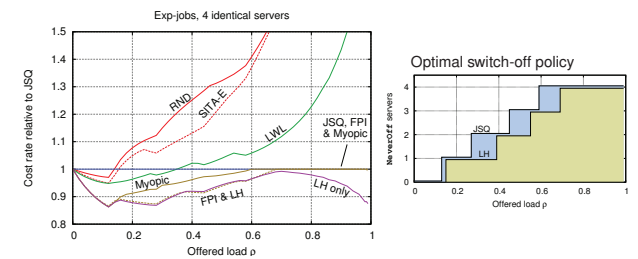 Exp-jobs, 4 identical servers
Cost rate relative to JSQ
1.5
1.4
1.3
1.2
1.1
1
0.9
0.8
RND
SITA-E
LWL
JSQ, FPI
& Myopic
Myopic
FPI & LH
LH only
0 0.2 0.4 0.6 0.8 1
Offered load ρ
Optimal switch-off policy
NeverOff servers
4
3
2
1
0
JSQ
LH
0 0.2 0.4 0.6 0.8 1
Offered load ρ